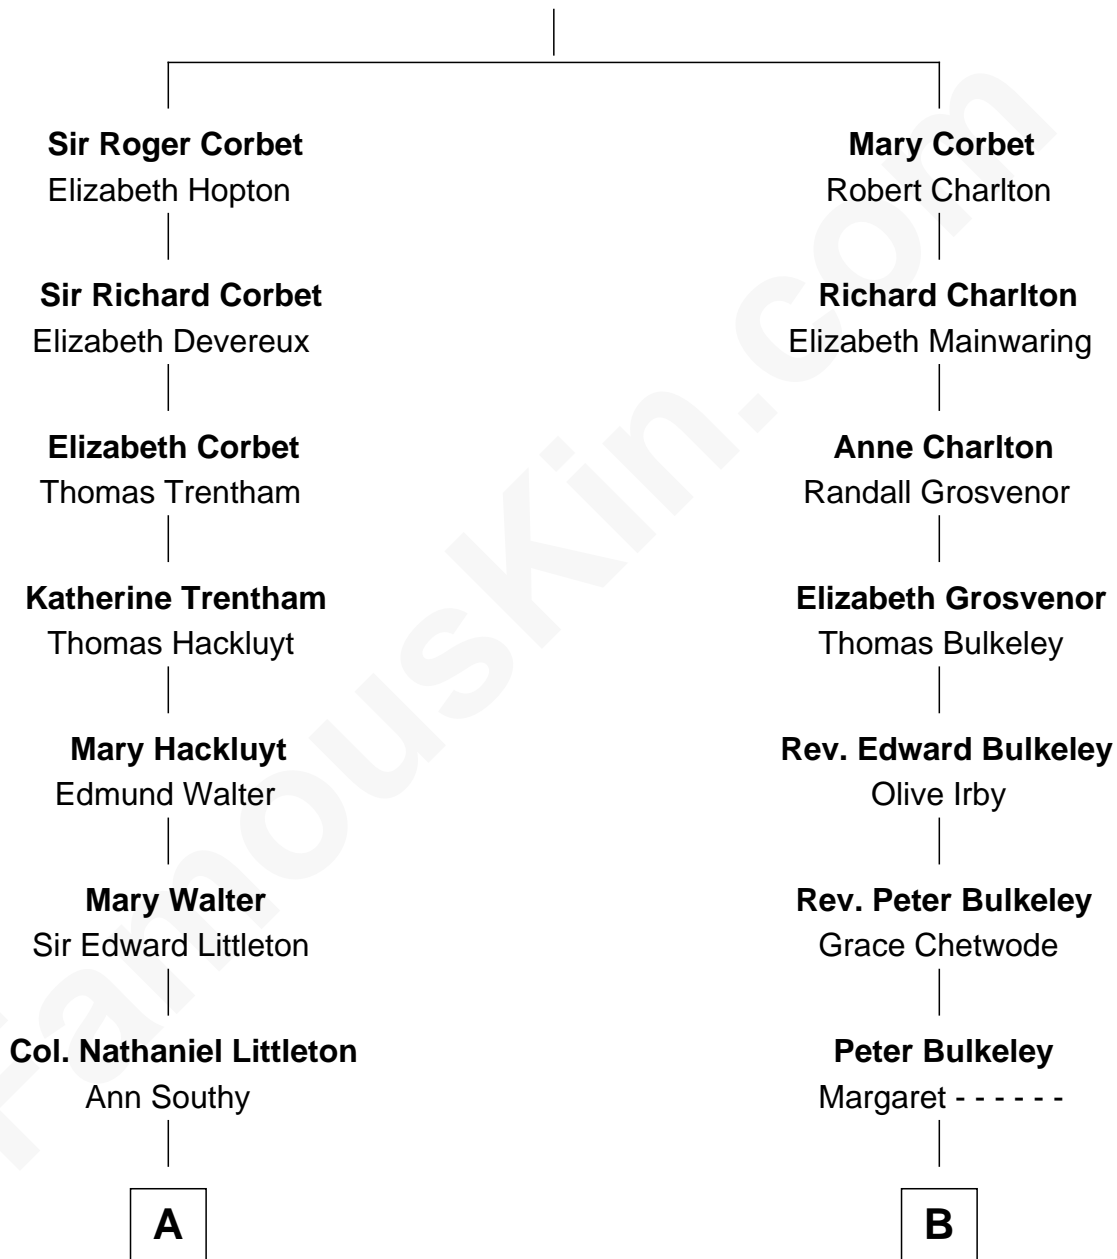 Sir Roger Corbet
Elizabeth Hopton
Sir Richard Corbet
Elizabeth Devereux
Elizabeth Corbet
Thomas Trentham
Katherine Trentham
Thomas Hackluyt
Mary Hackluyt
Edmund Walter
Mary Walter
Sir Edward Littleton
Col. Nathaniel Littleton
Ann Southy
A
Mary Corbet
Robert Charlton
Richard Charlton
Elizabeth Mainwaring
Anne Charlton
Randall Grosvenor
Elizabeth Grosvenor
Thomas Bulkeley
Rev. Edward Bulkeley
Olive Irby
Rev. Peter Bulkeley
Grace Chetwode
Peter Bulkeley
Margaret - - - - - -
B
FamousKin.com